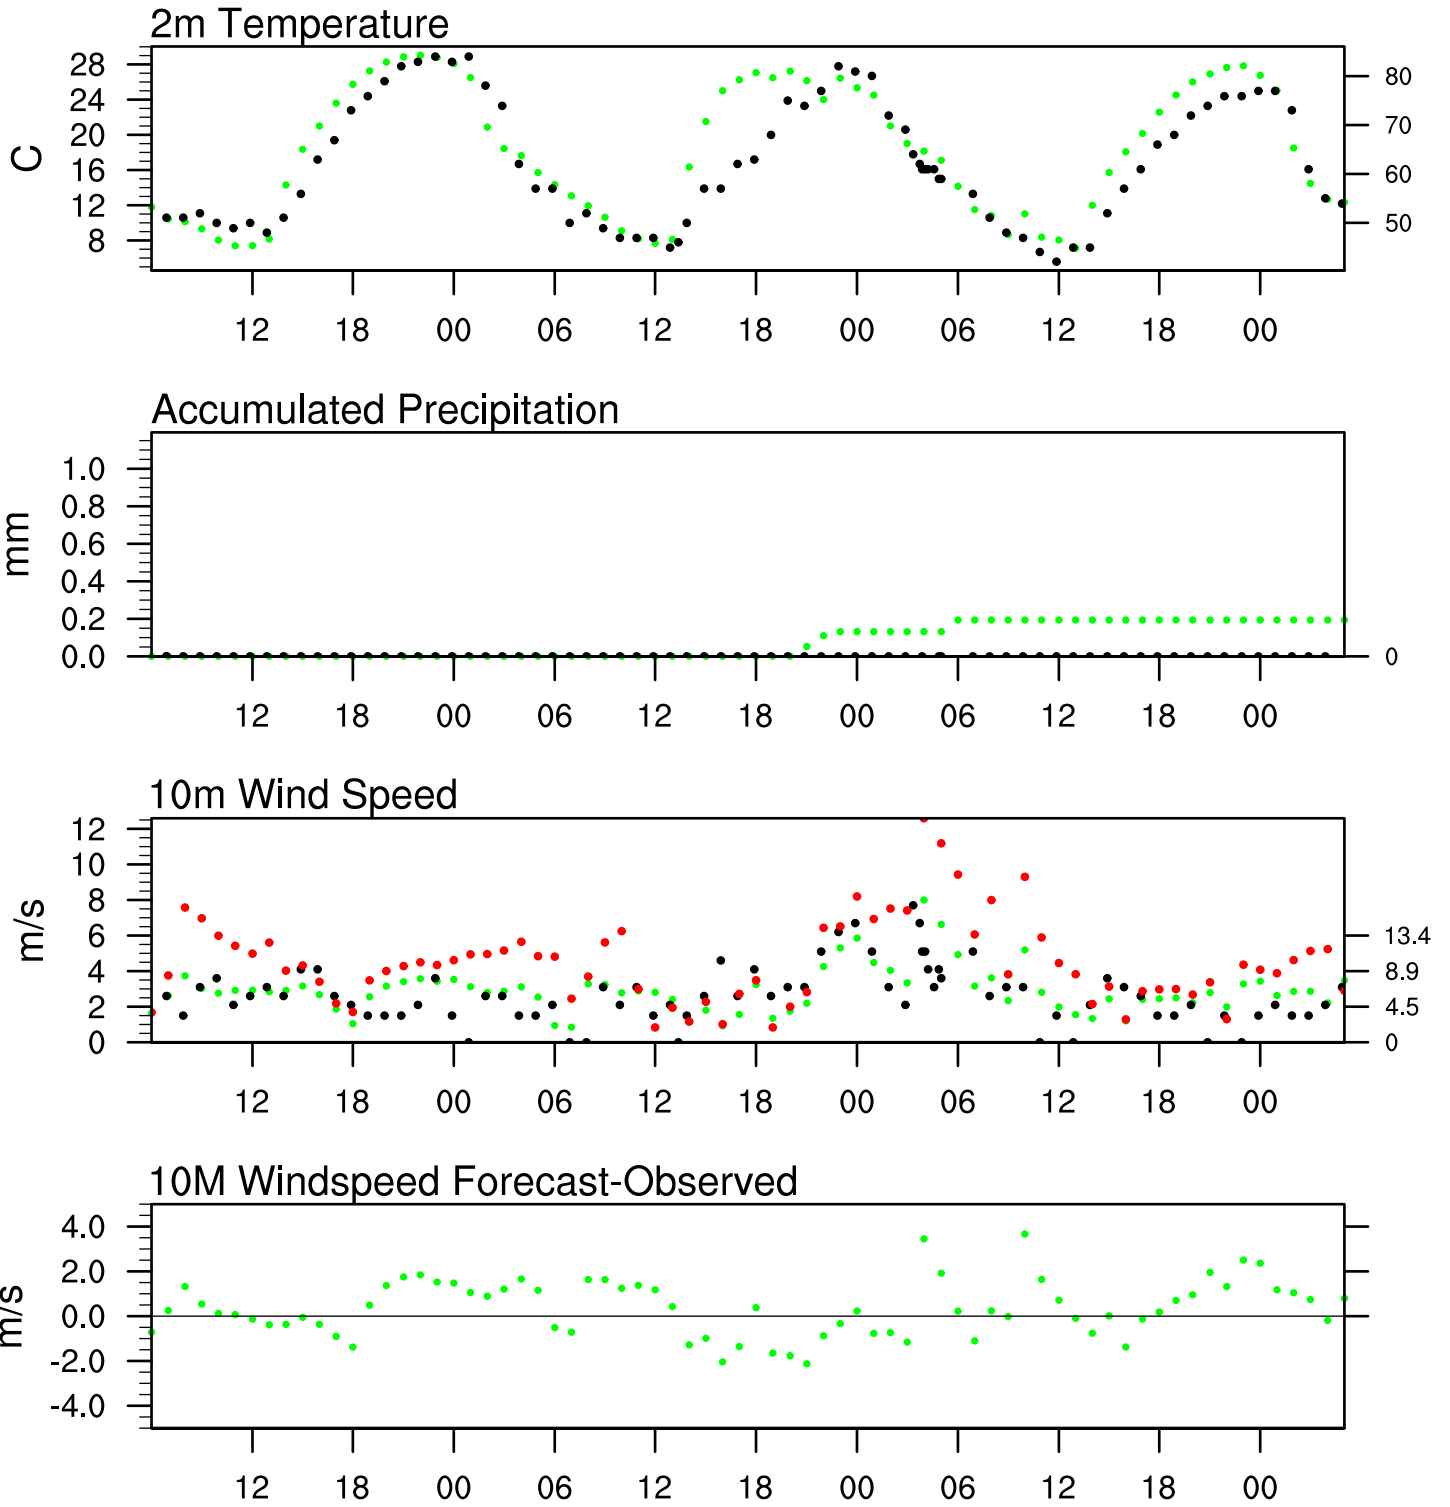 2m Temperature
28
24
20
16
12
8
C
80
70
60
50
12 18 00 06 12 18 00 06 12 18 00
Accumulated Precipitation
1.0
0.8
0.6
0.4
0.2
0.0
mm
0
12 18 00 06 12 18 00 06 12 18 00
10m Wind Speed
12
10
8
6
4
2
0
m/s
13.4
8.9
4.5
0
12 18 00 06 12 18 00 06 12 18 00
10M Windspeed Forecast-Observed
4.0
2.0
0.0
-2.0
-4.0
m/s
12 18 00 06 12 18 00 06 12 18 00